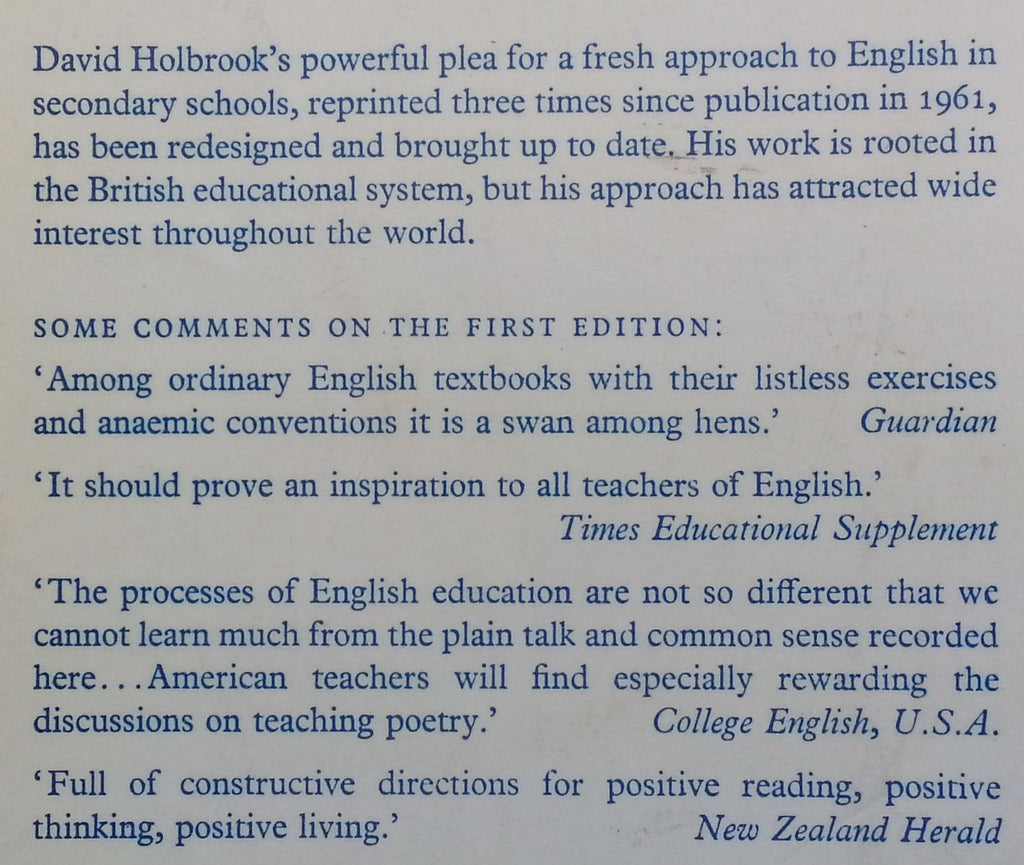 David Holbrook's powerful plea for a fresh approach to English in
secondary schools, reprinted three times since publication in 1961,
has been redesigned and brought up to date. His work is rooted in
the British educational system, but his approach has attracted wide
interest throughout the world.
SOME COMMENTS ON THE FIRST EDITION:
‘Among ordinary English textbooks with their listless exercises
and anaemic conventions it is a swan among hens.’ Guardian
‘It should prove an inspiration to all teachers of English.’
Times Educational Supplement
‘The processes of English education are not so different that we
cannot learn much from the plain talk and common sense recorded
here...American teachers will find especially rewarding the
discussions on teaching poetry.’ College English, U.S.A.
‘Full of constructive directions for positive reading, positive
thinking, positive living.’ New Zealand Herald